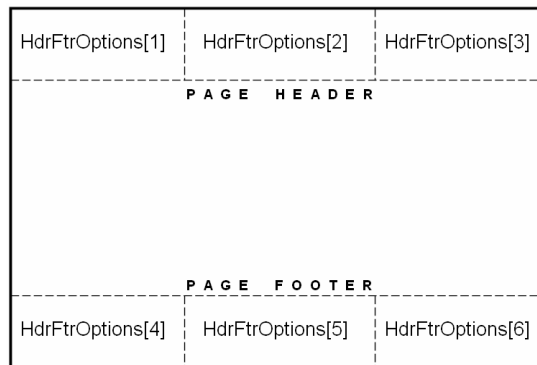 HdrFtrOptions[1] HdrFtrOptions[2] HdrFtrOptions[3]
PAGE HEADER
PAGE FOOTER
HdrFtrOptions[4] HdrFtrOptions[5] HdrFtrOptions[6]